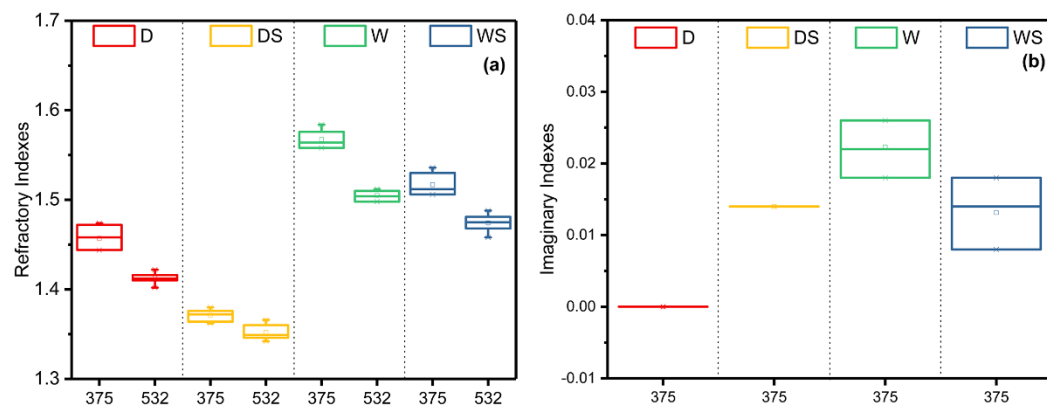 D DS W WS
(a)
Refractory Indexes
1.7
1.6
1.5
1.4
1.3
375 532 375 532 375 532 375 532
D DS W WS
(b)
Imaginary Indexes
0.04
0.03
0.02
0.01
0.00
-0.01
375 375 375 375